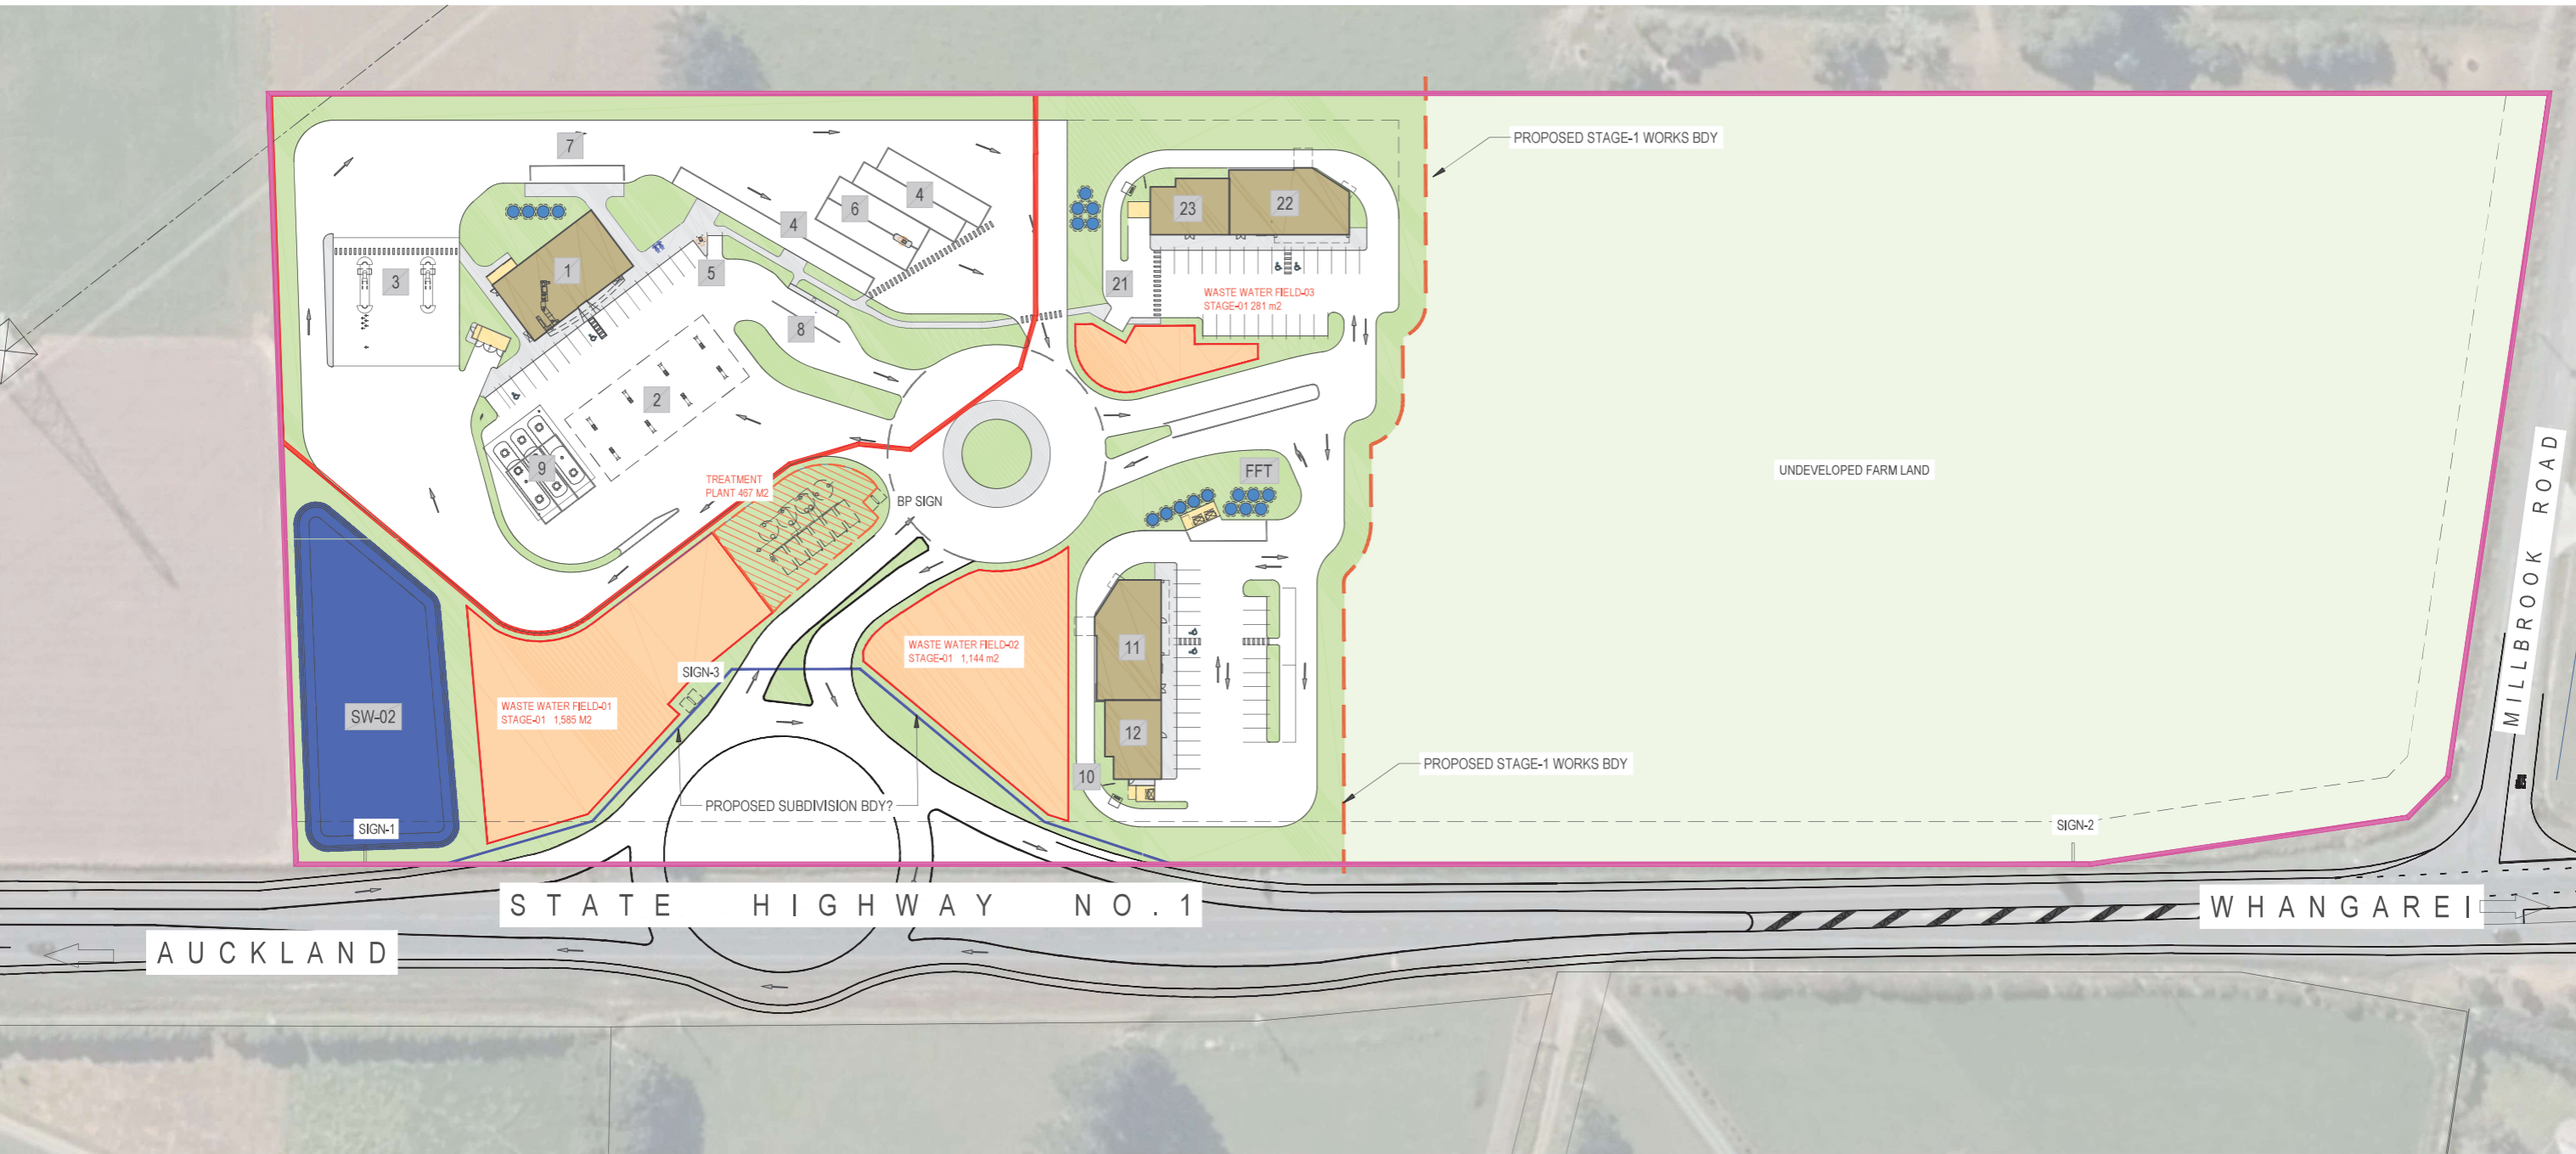 PROPOSED STAGE-1 WORKS BDY
7
4
6
4
23
22
3
1
5
21
WASTE WATER FIELD-03
STAGE-01 281 m2
8
2
9
TREATMENT
PLANT 467 M2
BP SIGN
FFT
UNDEVELOPED FARM LAND
MILLBROOK ROAD
WASTE WATER FIELD-02
STAGE-01 1,144 m2
11
SIGN-3
WASTE WATER FIELD-01
STAGE-01 1,585 M2
SW-02
12
10
PROPOSED STAGE-1 WORKS BDY
PROPOSED SUBDIVISION BDY?
SIGN-1
SIGN-2
STATE HIGHWAY NO.1
WHANGAREI
AUCKLAND